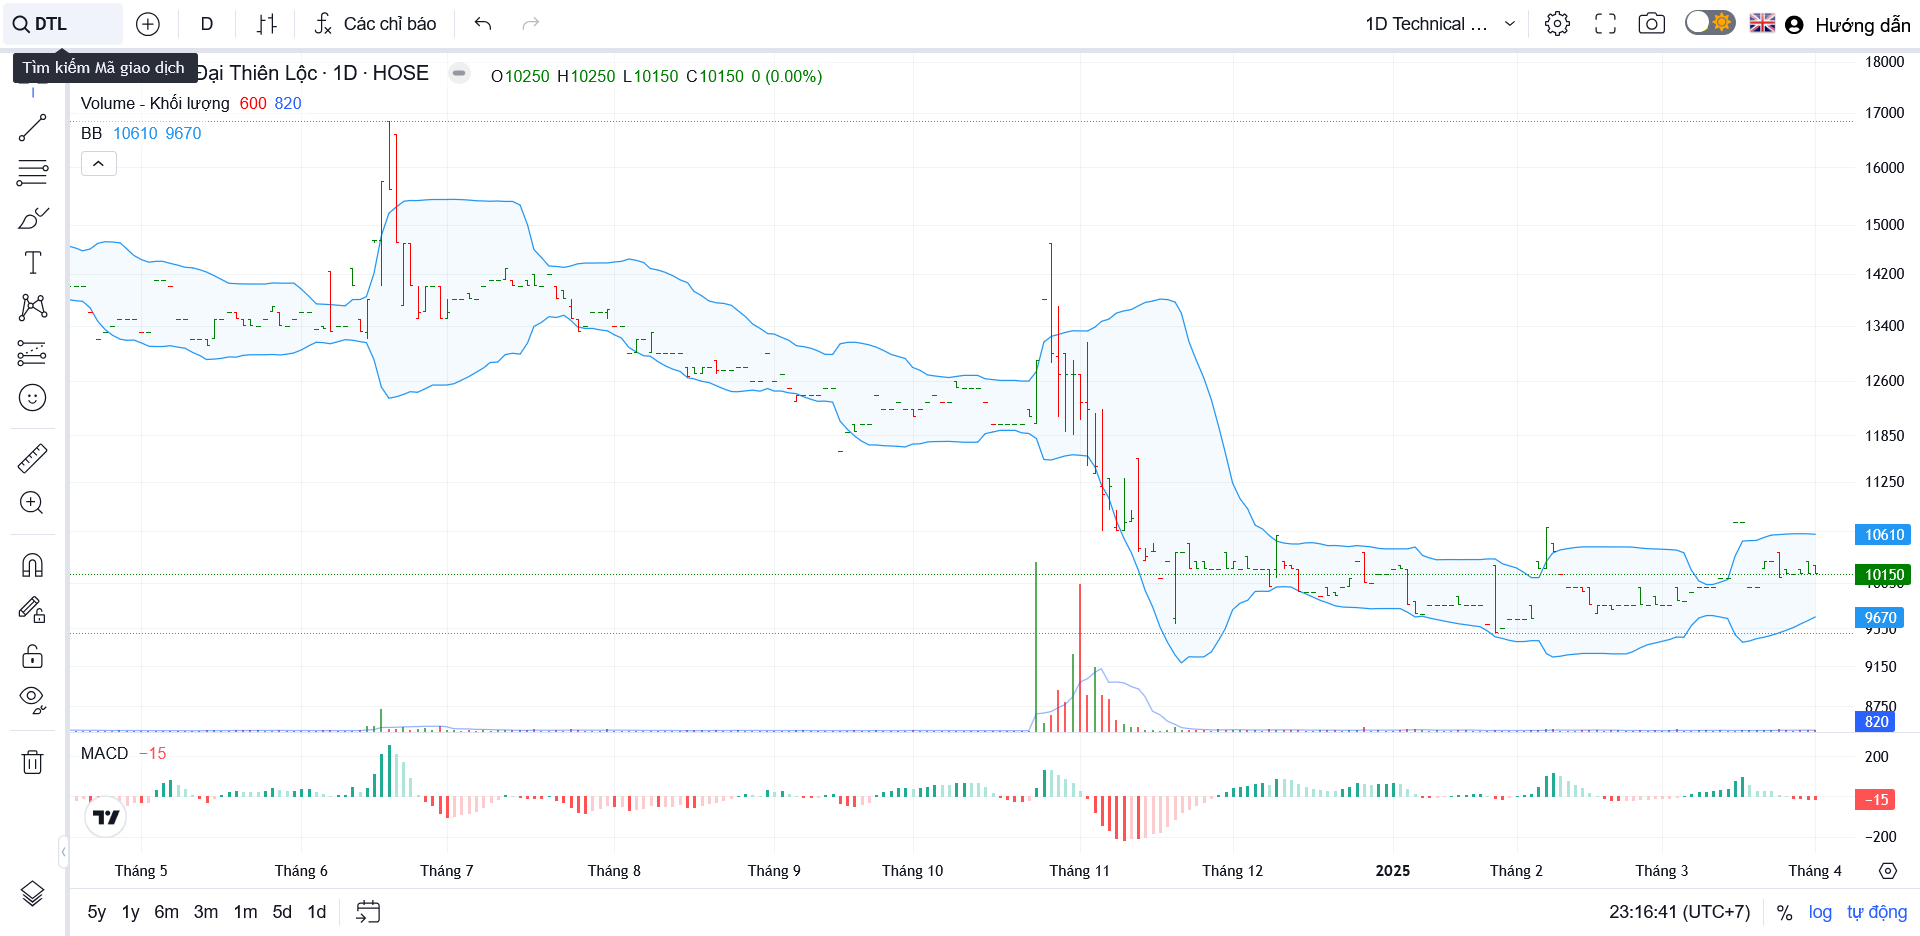 DTL
D
Các chỉ báo
1D Technical ...
Hướng dẫn
Tìm kiếm Mã giao dịch
Đại Thiên Lộc · 1D · HOSE
O10250 H10250 L10150 C10150 0 (0.00%)
Volume - Khối lượng 600 820
BB 10610 9670
18000
17000
16000
15000
14200
13400
12600
11850
11250
10610
10150
9670
9150
8750
820
MACD −15
200
−15
−200
Tháng 5 Tháng 6 Tháng 7 Tháng 8 Tháng 9 Tháng 10 Tháng 11 Tháng 12 2025 Tháng 2 Tháng 3 Tháng 4
5y 1y 6m 3m 1m 5d 1d
23:16:41 (UTC+7) % log tự động